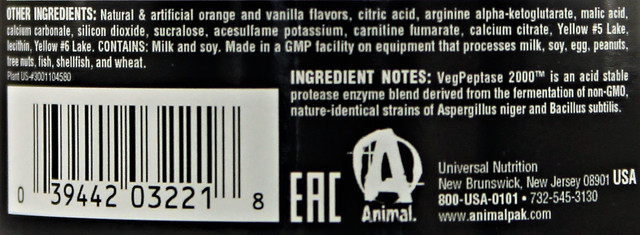 OTHER INGREDIENTS: Natural & artificial orange and vanilla flavors, citric acid, arginine alpha-ketoglutarate, malic acid,
calcium carbonate, silicon dioxide, sucralose, acesulfame potassium, carnitine fumarate, calcium citrate, Yellow #5 Lake,
lecithin, Yellow #6 Lake. CONTAINS: Milk and soy. Made in a GMP facility on equipment that processes milk, soy, egg, peanuts,
tree nuts, fish, shellfish, and wheat.
Plant US-#3001104580
INGREDIENT NOTES: VegPeptase 2000™ is an acid stable
protease enzyme blend derived from the fermentation of non-GMO,
nature-identical strains of Aspergillus niger and Bacillus subtilis.
0 39442 03221 8
EAC
A
Animal.
Universal Nutrition
New Brunswick, New Jersey 08901 USA
800-USA-0101 • 732-545-3130
www.animalpak.com